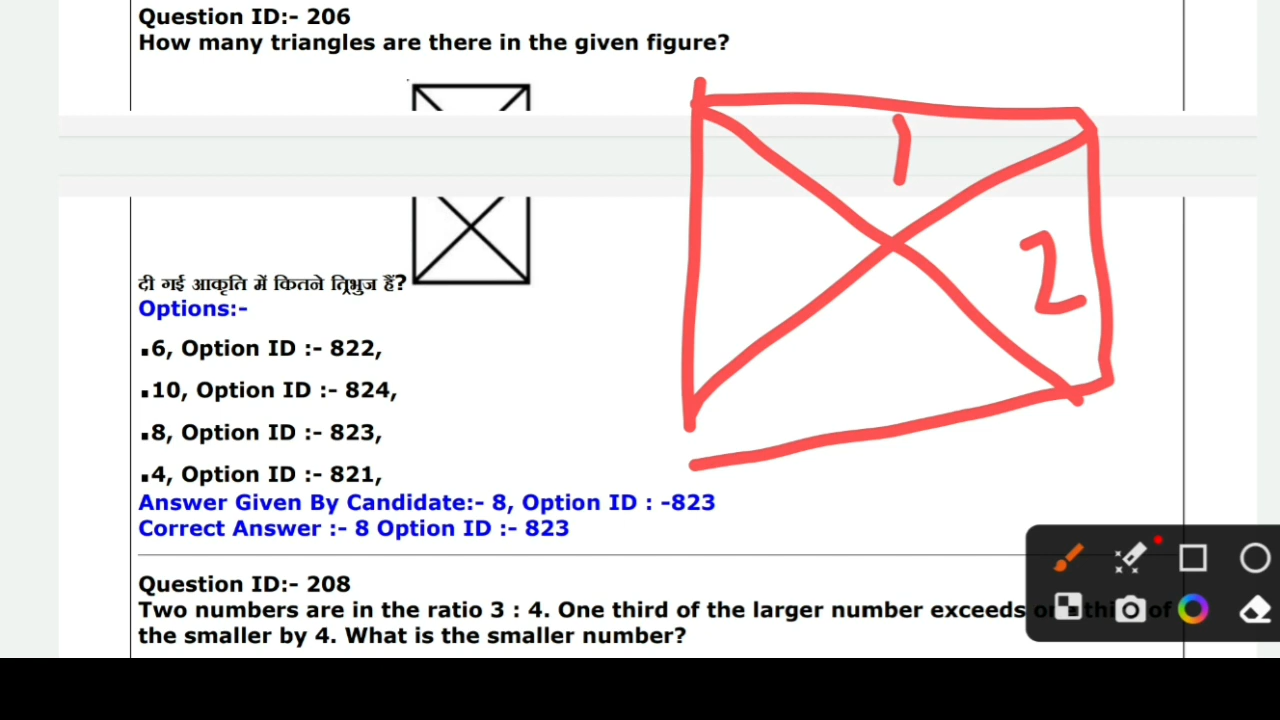 Question ID:- 206
How many triangles are there in the given figure?
1
2
दी गई आकृति में कितने त्रिभुज हैं?
Options:-
.6, Option ID :- 822,
.10, Option ID :- 824,
.8, Option ID :- 823,
.4, Option ID :- 821,
Answer Given By Candidate:- 8, Option ID : -823
Correct Answer :- 8 Option ID :- 823
Question ID:- 208
Two numbers are in the ratio 3 : 4. One third of the larger number exceeds one third of
the smaller by 4. What is the smaller number?